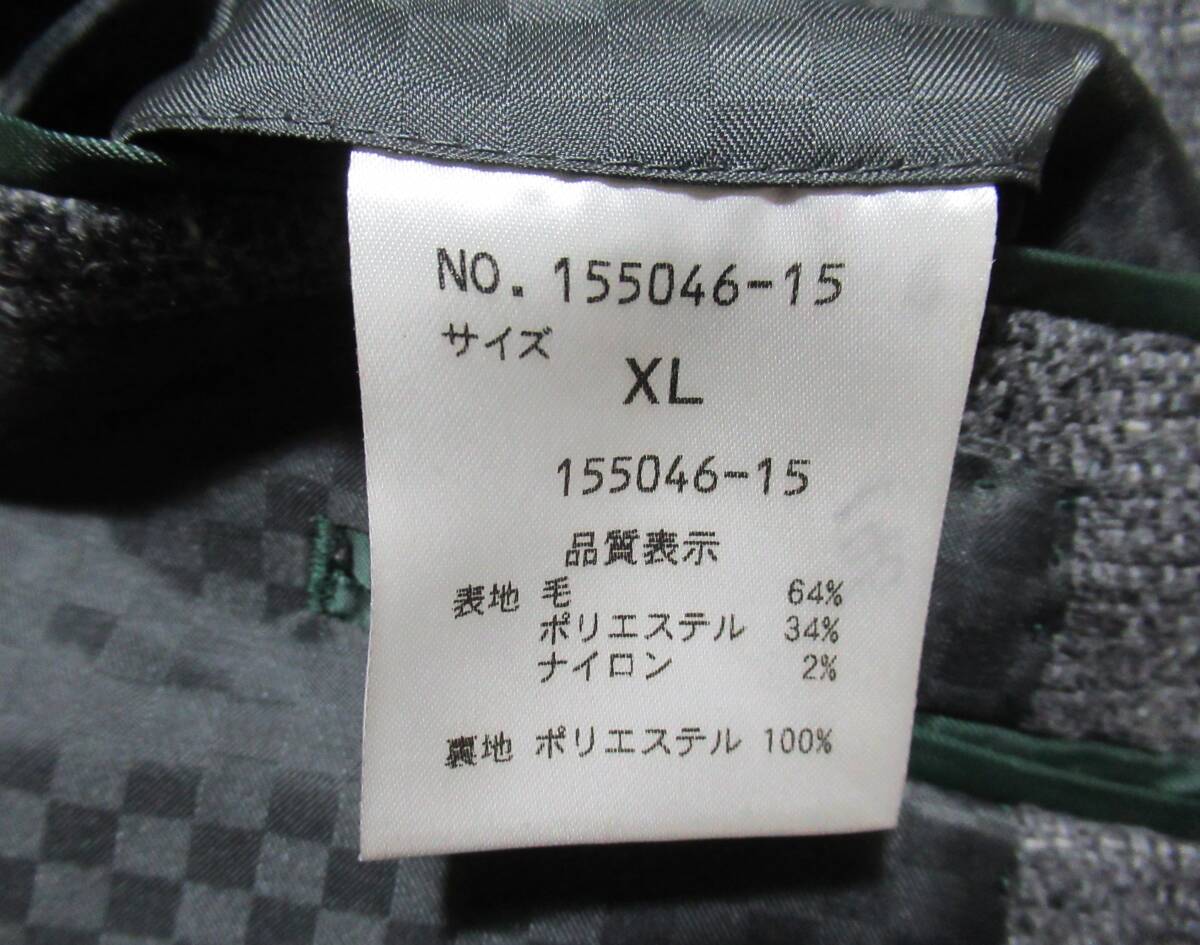 NO. 155046-15
サイズ
XL
155046-15
品質表示
表地 毛 64%
ポリエステル 34%
ナイロン 2%
裏地 ポリエステル 100%